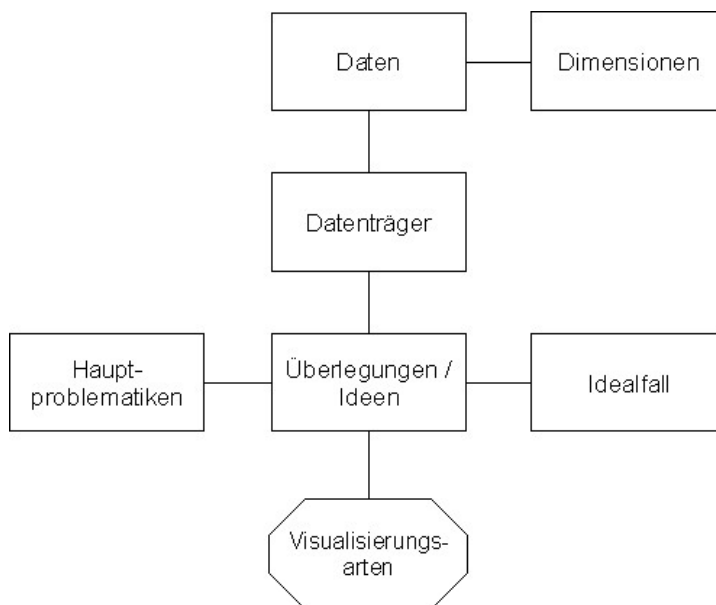 Daten
Dimensionen
Datenträger
Haupt-
problematiken
Überlegungen /
Ideen
Idealfall
Visualisierungs-
arten